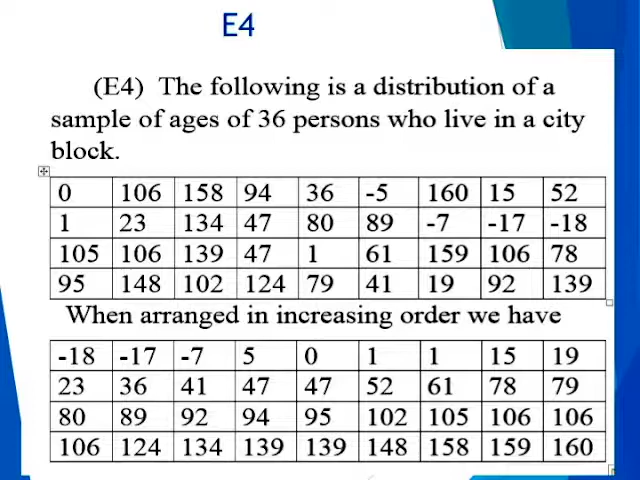 E4
(E4) The following is a distribution of a
sample of ages of 36 persons who live in a city
block.
0 106 158 94 36 -5 160 15 52
1 23 134 47 80 89 -7 -17 -18
105 106 139 47 1 61 159 106 78
95 148 102 124 79 41 19 92 139
When arranged in increasing order we have
-18 -17 -7 5 0 1 1 15 19
23 36 41 47 47 52 61 78 79
80 89 92 94 95 102 105 106 106
106 124 134 139 139 148 158 159 160